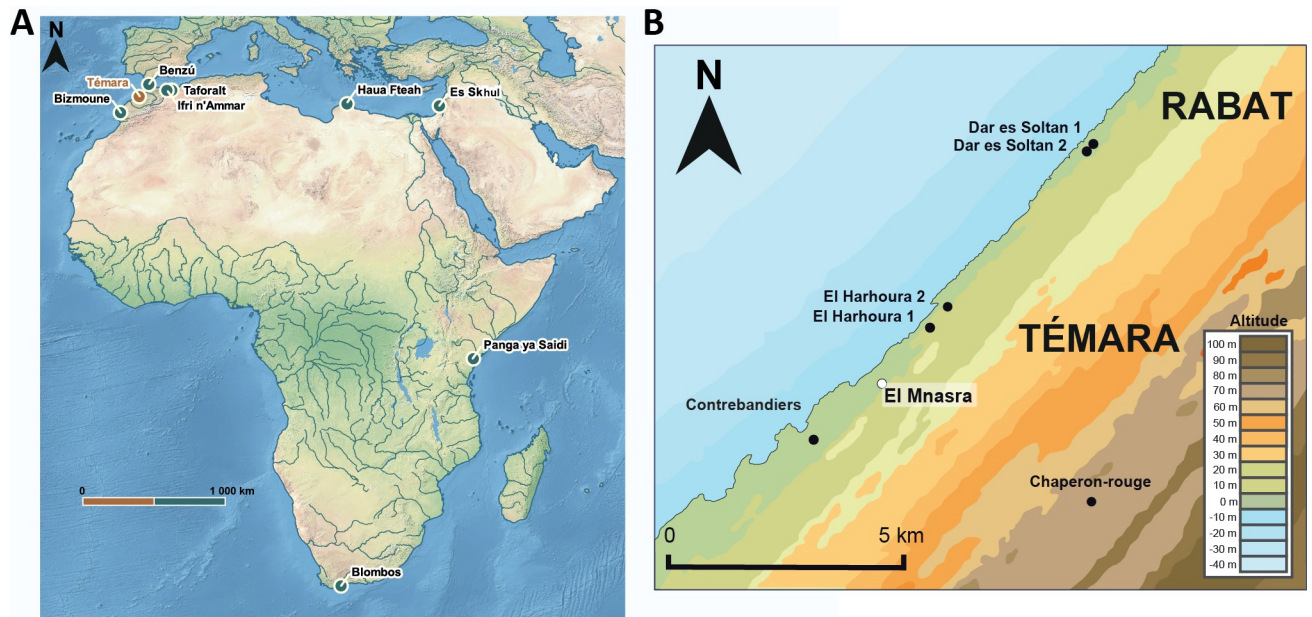 A
N
Benzú
Témara
Taforalt
Bizmoune
Ifri n'Ammar
Haua Fteah
Es Skhul
Panga ya Saidi
0
1 000 km
Blombos
B
N
RABAT
Dar es Soltan 1
Dar es Soltan 2
El Harhoura 2
El Harhoura 1
TÉMARA
El Mnasra
Contrebandiers
Chaperon-rouge
0
5 km
Altitude
100 m
90 m
80 m
70 m
60 m
50 m
40 m
30 m
20 m
10 m
0 m
-10 m
-20 m
-30 m
-40 m